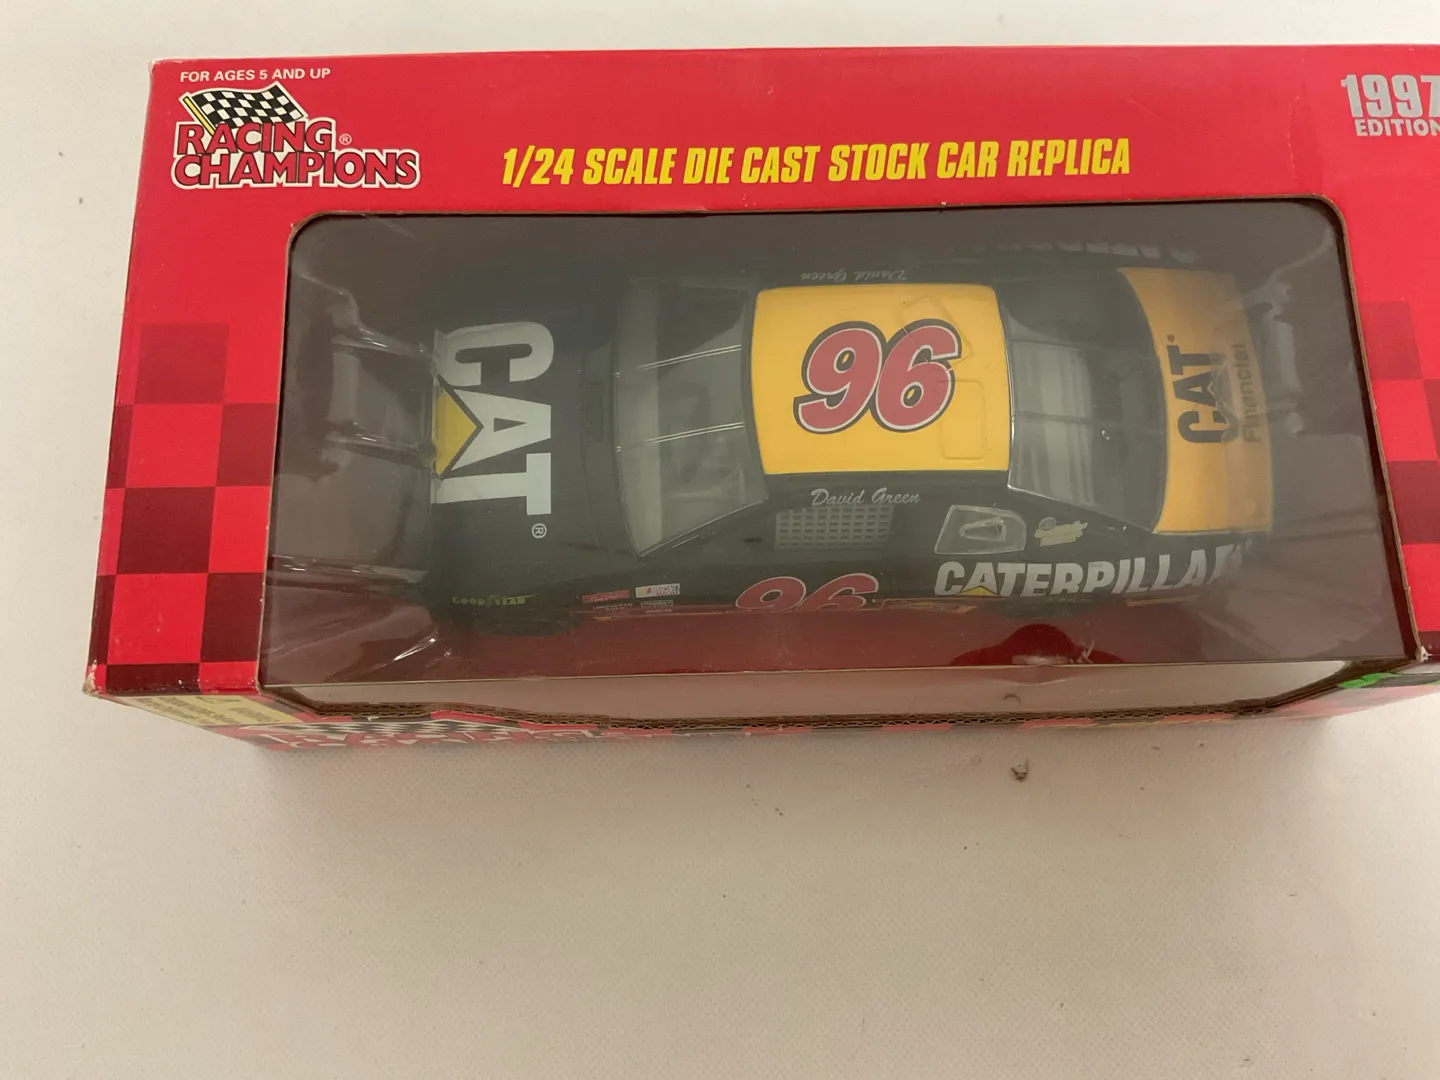 FOR AGES 5 AND UP
RACING®
CHAMPIONS
1/24 SCALE DIE CAST STOCK CAR REPLICA
1997
EDITION
David Green
96
CAT®
CAT
Financial
David Green
CATERPILLAR
96
GOODYEAR